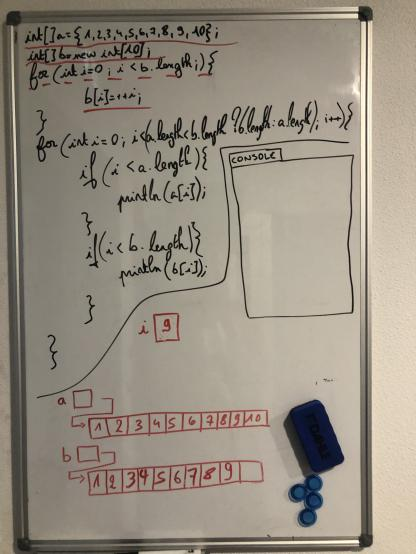 int[] a = {1,2,3,4,5,6,7,8,9,10};
int[] b = new int[10];
for (int i=0; i < b.length;) {
b[i]=++i;
}
for (int i=0; i<(a.length<b.length ? b.length : a.length); i++) {
if (i < a.length) {
println (a[i]);
}
if (i < b.length) {
println (b[i]);
}
}
CONSOLE
i 9
a
1 2 3 4 5 6 7 8 9 10
b
1 2 3 4 5 6 7 8 9